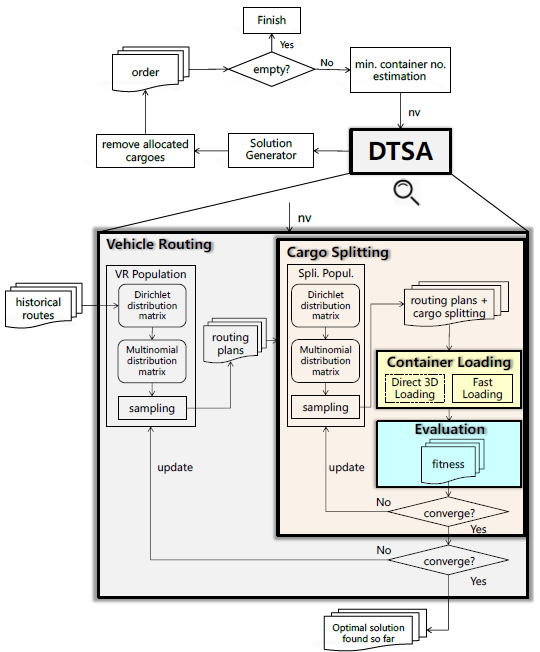 Finish
Yes
order
empty?
No
min. container no.
estimation
nv
remove allocated
cargoes
Solution
Generator
DTSA
nv
Vehicle Routing
Cargo Splitting
VR Population
Spli. Popul.
Dirichlet
distribution
matrix
Dirichlet
distribution
matrix
historical
routes
routing plans +
cargo splitting
routing
plans
Multinomial
distribution
matrix
Multinomial
distribution
matrix
Container Loading
Direct 3D
Loading
Fast
Loading
sampling
sampling
Evaluation
fitness
update
update
No
converge?
Yes
No
converge?
Yes
Optimal solution
found so far